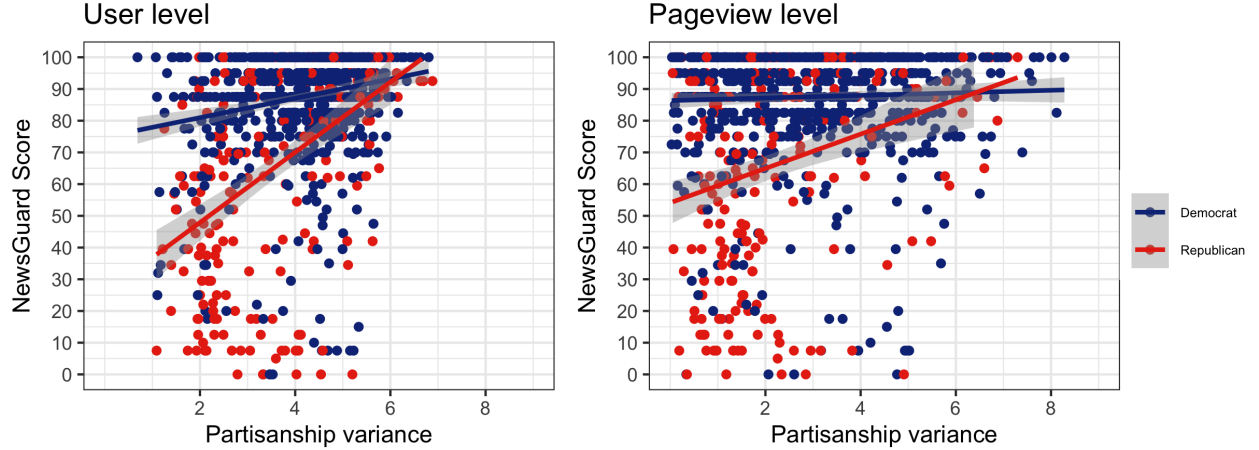 User level
NewsGuard Score
100
90
80
70
60
50
40
30
20
10
0
2 4 6 8
Partisanship variance
Pageview level
NewsGuard Score
100
90
80
70
60
50
40
30
20
10
0
2 4 6 8
Partisanship variance
Democrat
Republican